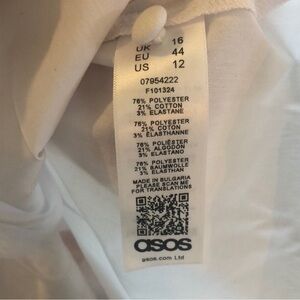 UK 16
EU 44
US 12
07954222
F101324
76% POLYESTER
21% COTTON
3% ELASTANE
76% POLYESTER
21% COTON
3% ELASTHANNE
76% POLIÉSTER
21% ALGODON
3% ELASTANO
76% POLYESTER
21% BAUMWOLLE
3% ELASTHAN
MADE IN BULGARIA
PLEASE SCAN ME
FOR TRANSLATIONS
asos
asos.com Ltd